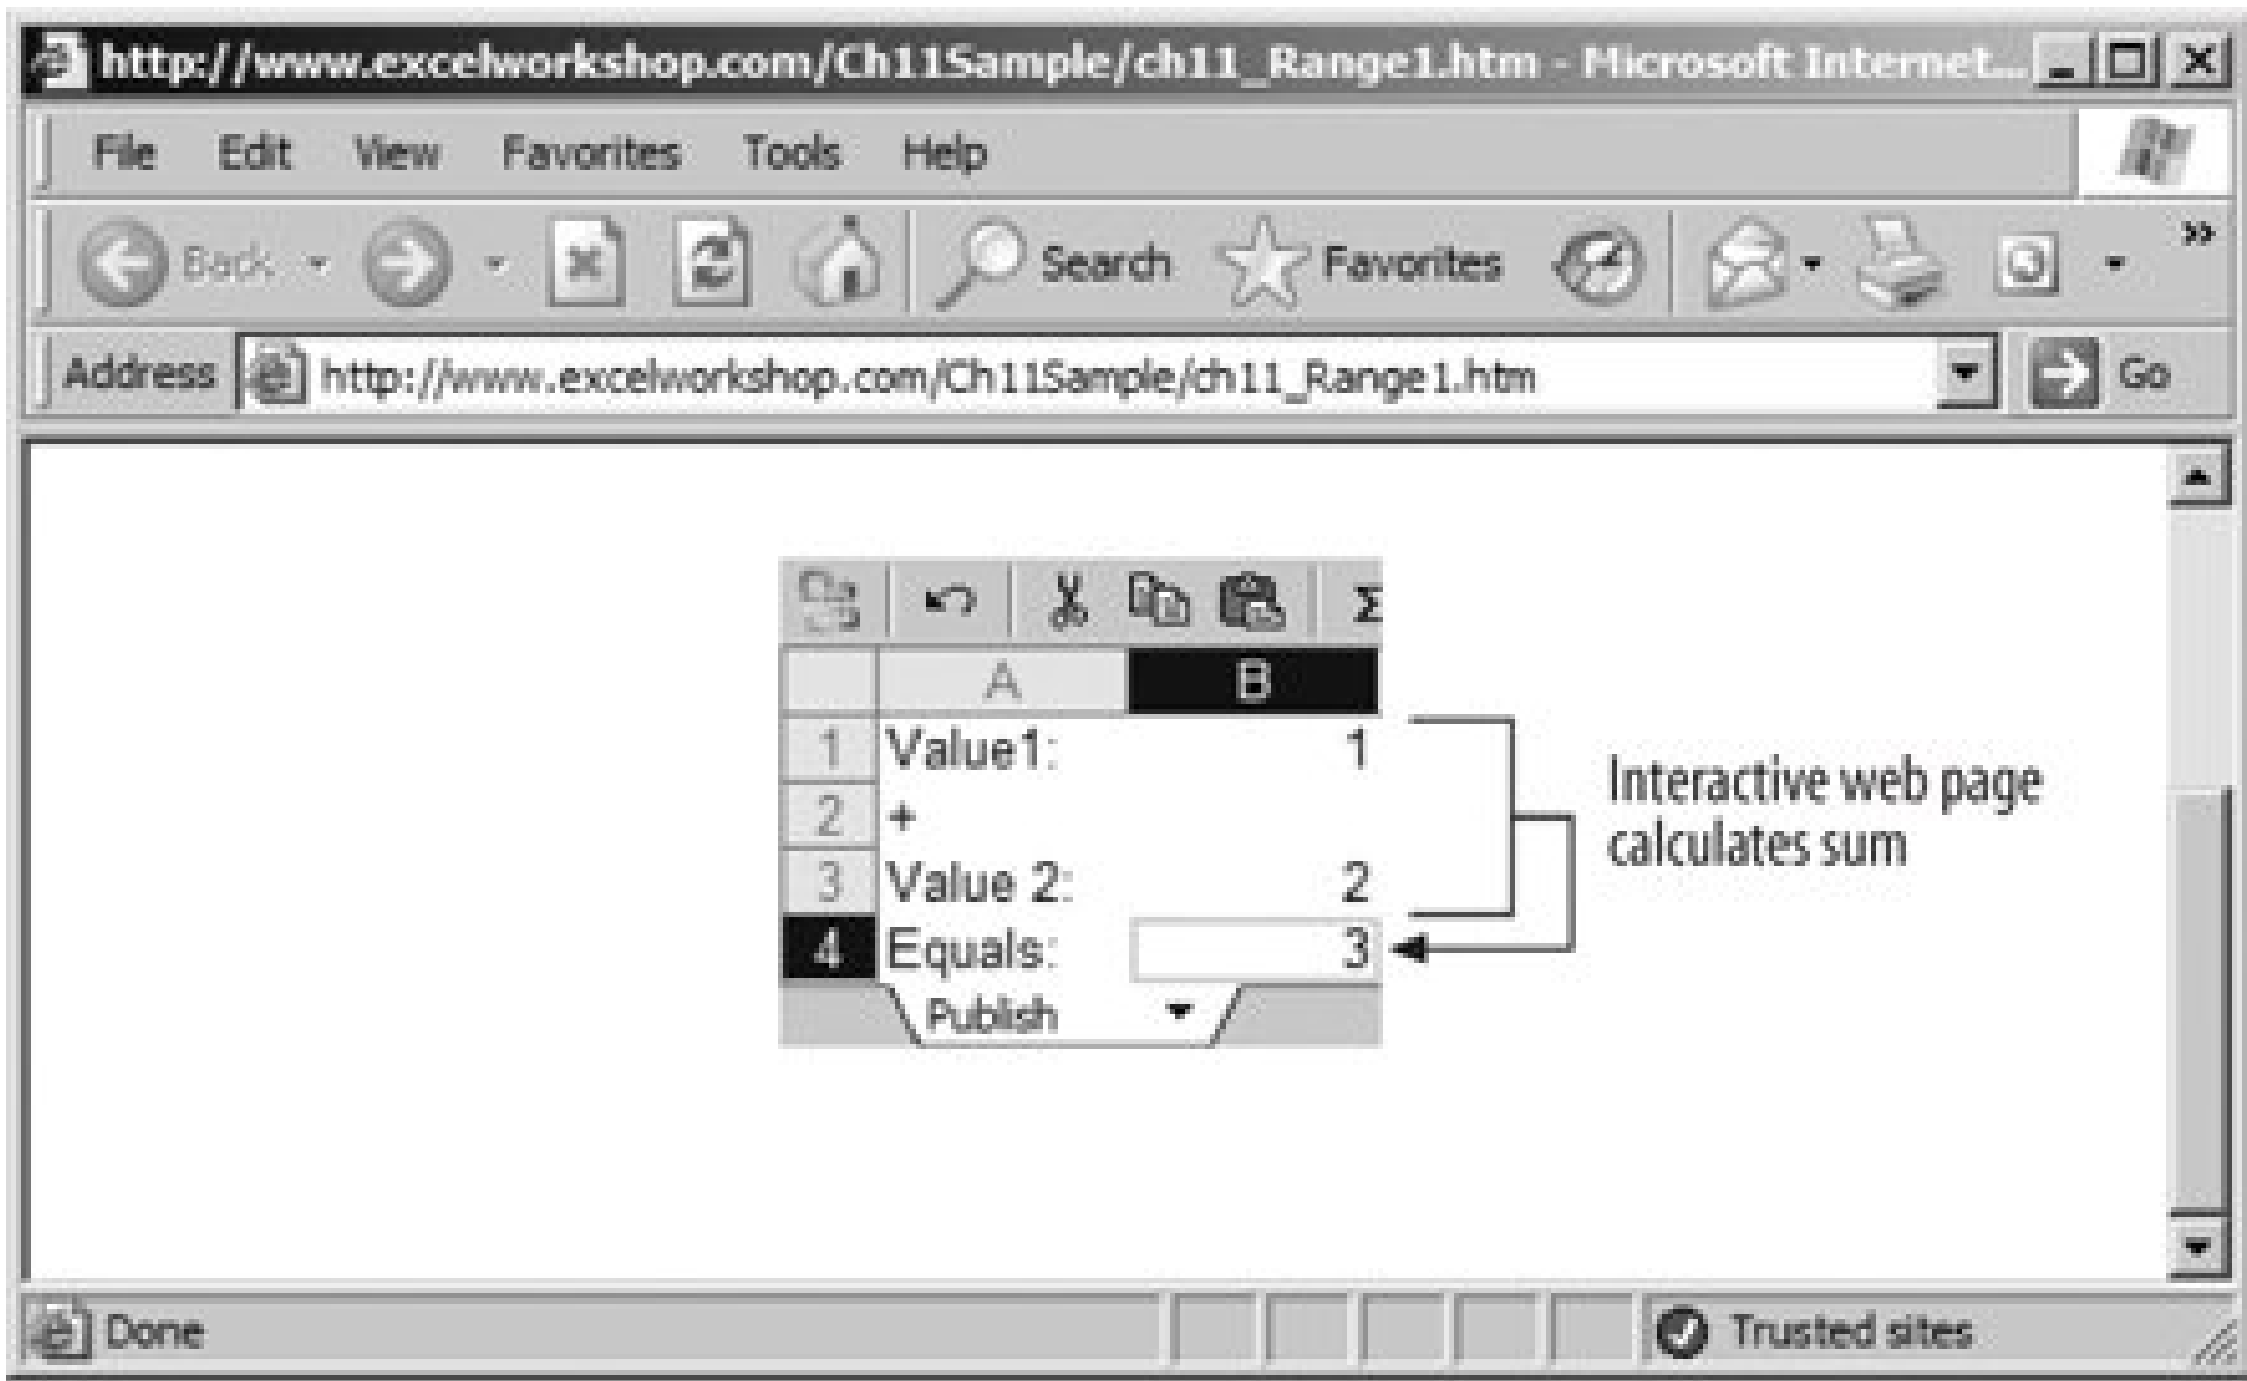 http://www.excelworkshop.com/Ch11Sample/ch11_Range1.htm - Microsoft Internet...
File Edit View Favorites Tools Help
Back Search Favorites »
Address http://www.excelworkshop.com/Ch11Sample/ch11_Range1.htm Go
Σ
A B
1 Value1: 1
2 +
3 Value 2: 2
4 Equals: 3
Publish
Interactive web page
calculates sum
Done Trusted sites